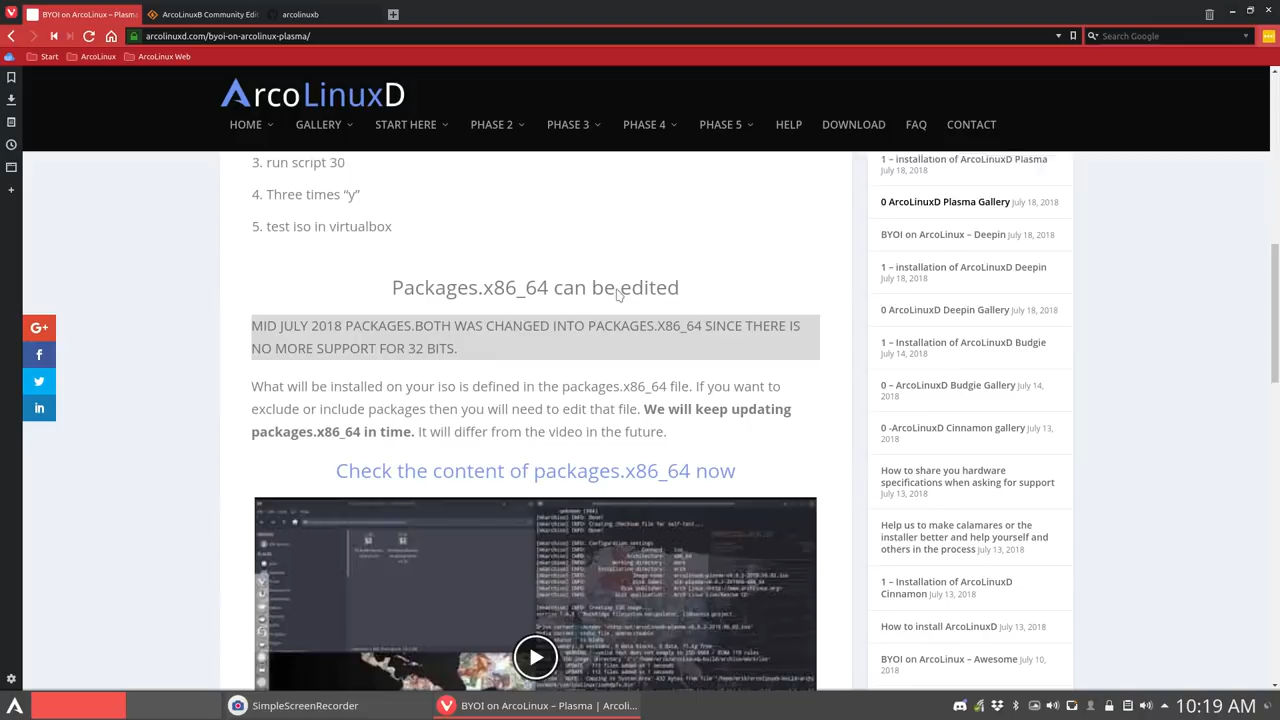 BYOI on ArcoLinux – Plasm
ArcoLinuxB Community Edi
arcolinuxb
arcolinuxd.com/byoi-on-arcolinux-plasma/
Search Google
Start
ArcoLinux
ArcoLinux Web
ArcoLinuxD
HOME
GALLERY
START HERE
PHASE 2
PHASE 3
PHASE 4
PHASE 5
HELP
DOWNLOAD
FAQ
CONTACT
3. run script 30
4. Three times “y”
5. test iso in virtualbox
Packages.x86_64 can be edited
MID JULY 2018 PACKAGES.BOTH WAS CHANGED INTO PACKAGES.X86_64 SINCE THERE IS
NO MORE SUPPORT FOR 32 BITS.
What will be installed on your iso is defined in the packages.x86_64 file. If you want to
exclude or include packages then you will need to edit that file. We will keep updating
packages.x86_64 in time. It will differ from the video in the future.
Check the content of packages.x86_64 now
1 – installation of ArcoLinuxD Plasma
July 18, 2018
0 ArcoLinuxD Plasma Gallery July 18, 2018
BYOI on ArcoLinux – Deepin July 18, 2018
1 – installation of ArcoLinuxD Deepin
July 18, 2018
0 ArcoLinuxD Deepin Gallery July 18, 2018
1 – Installation of ArcoLinuxD Budgie
July 14, 2018
0 – ArcoLinuxD Budgie Gallery July 14,
2018
0 -ArcoLinuxD Cinnamon gallery July 13,
2018
How to share you hardware
specifications when asking for support
July 13, 2018
Help us to make calamares or the
installer better and help yourself and
others in the process July 13, 2018
1 – Installation of ArcoLinuxD
Cinnamon July 13, 2018
How to install ArcoLinuxD July 13, 2018
BYOI on ArcoLinux – Awesome July 10,
2018
SimpleScreenRecorder
BYOI on ArcoLinux – Plasma | Arcoli...
10:19 AM